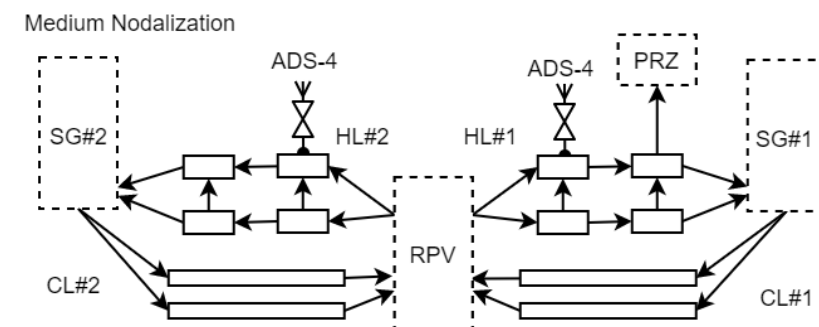 Medium Nodalization
ADS-4
ADS-4
PRZ
SG#2
HL#2
HL#1
SG#1
RPV
CL#2
CL#1